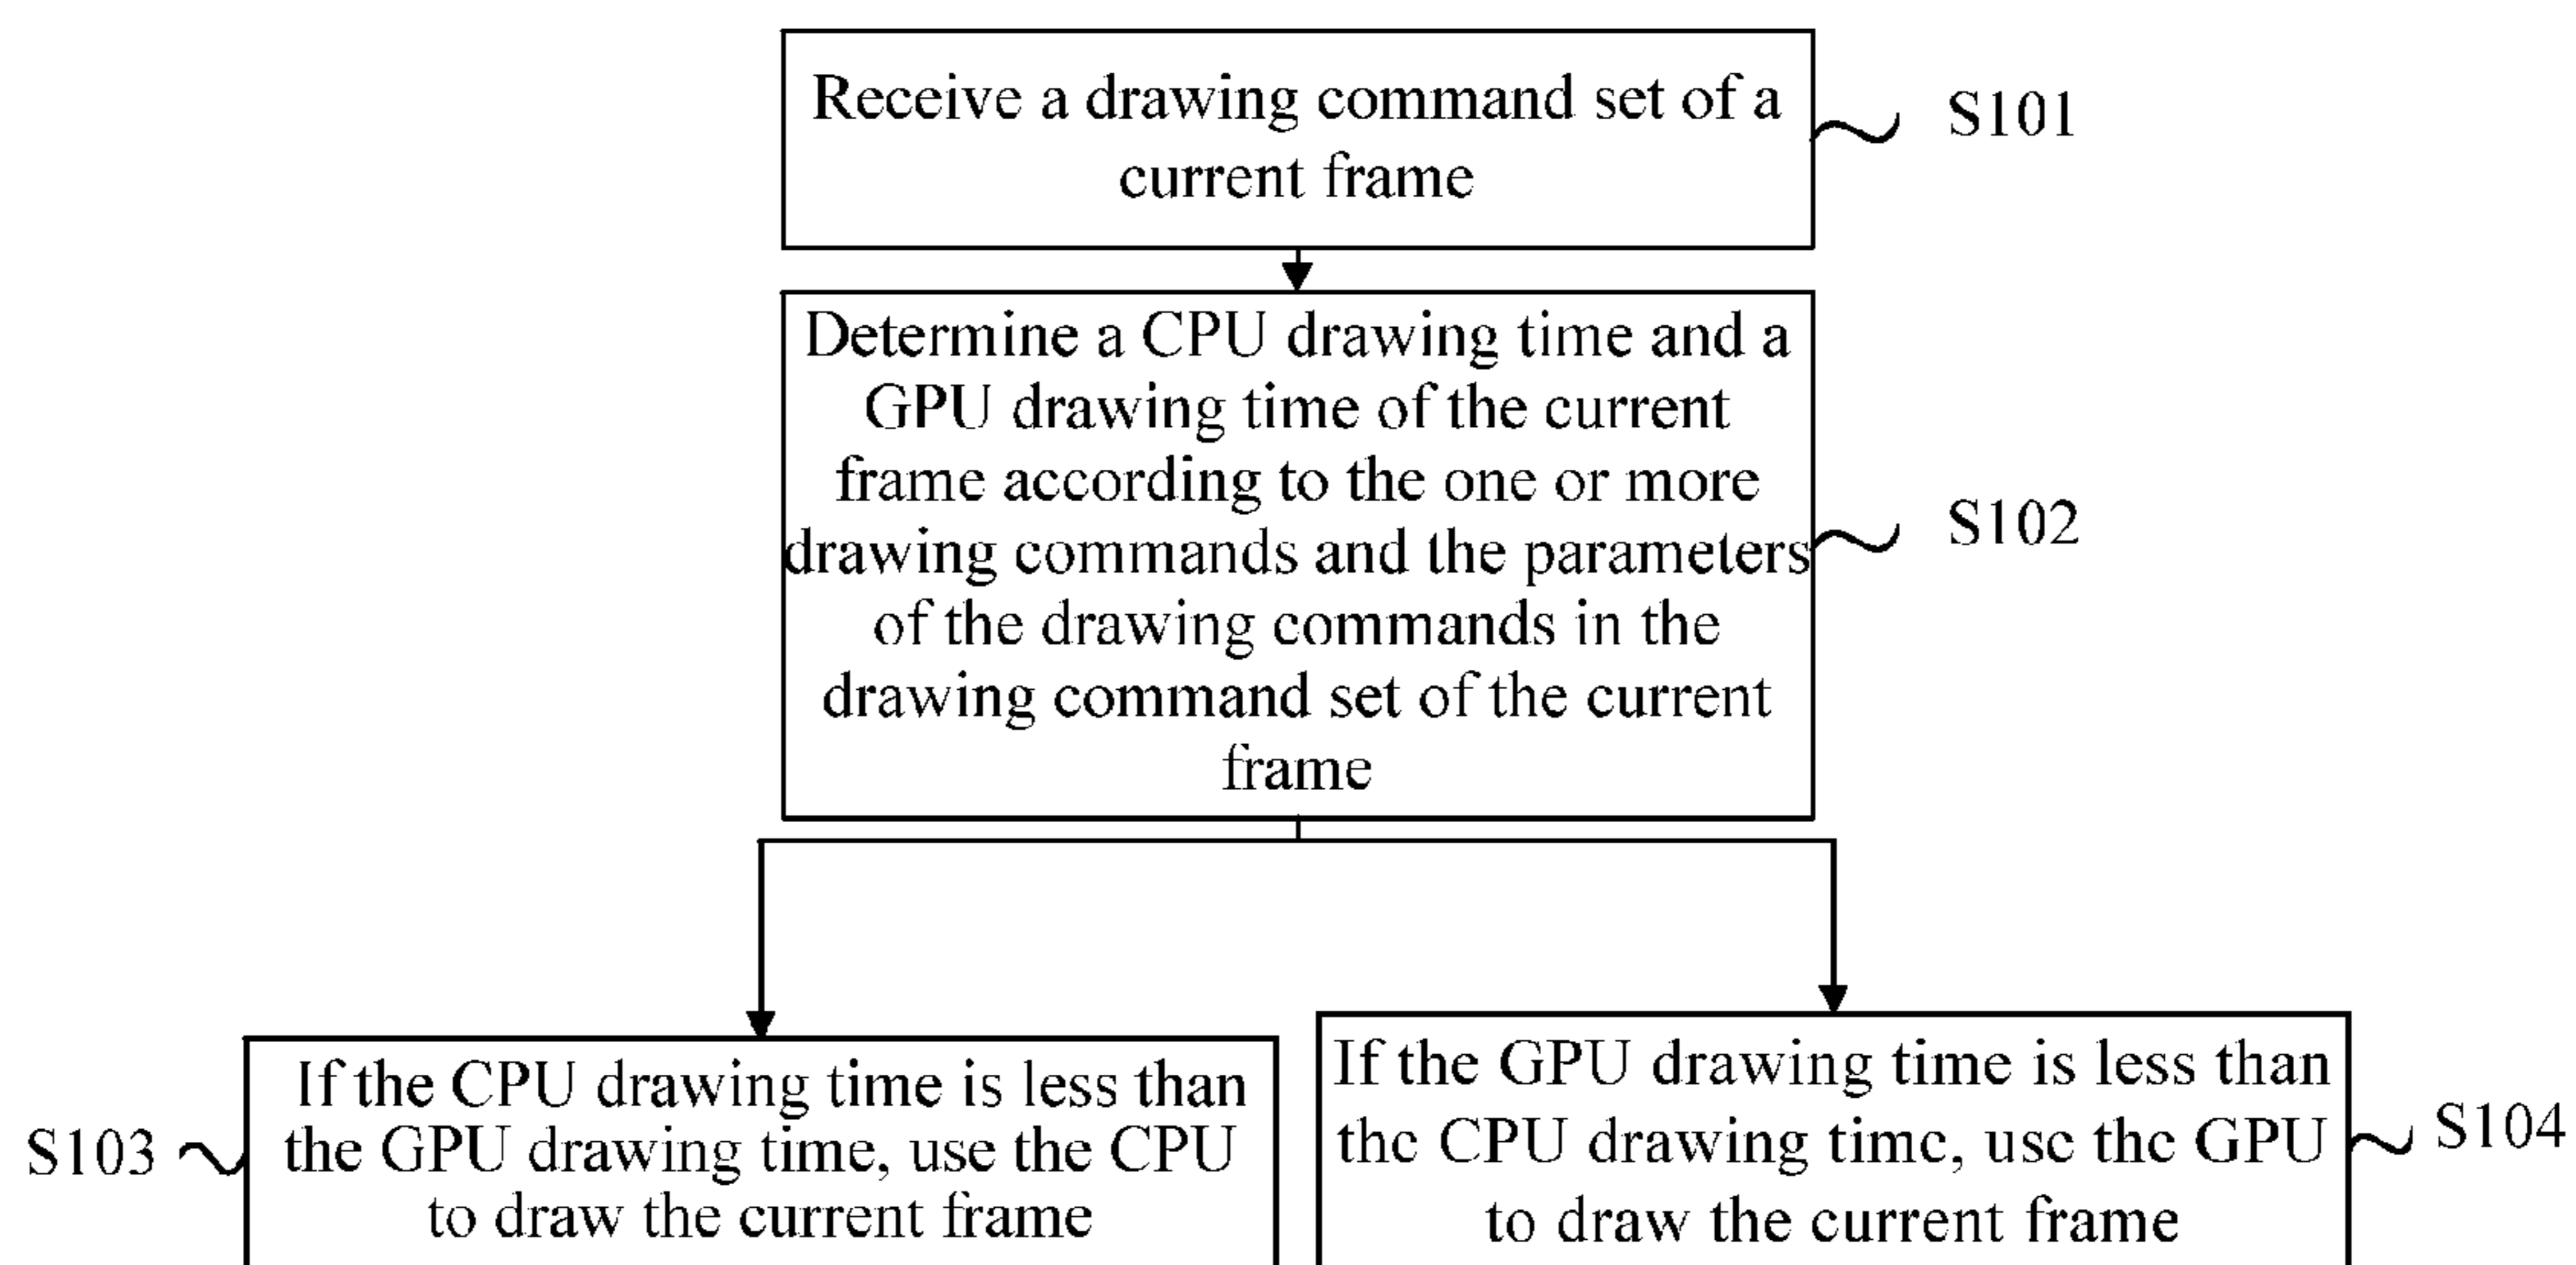 Receive a drawing command set of a
current frame
S101
Determine a CPU drawing time and a
GPU drawing time of the current
frame according to the one or more
drawing commands and the parameters
of the drawing commands in the
drawing command set of the current
frame
S102
If the CPU drawing time is less than
the GPU drawing time, use the CPU
to draw the current frame
S103
If the GPU drawing time is less than
the CPU drawing time, use the GPU
to draw the current frame
S104